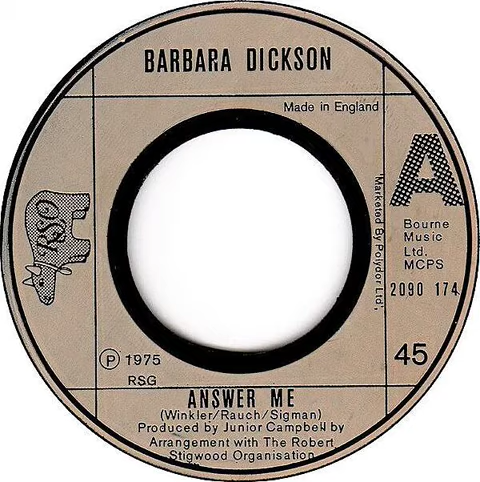 BARBARA DICKSON
Made in England
A
RSO
'Marketed By Polydor Ltd',
Bourne
Music
Ltd.
MCPS
2090 174
℗ 1975
RSG
45
ANSWER ME
(Winkler/Rauch/Sigman)
Produced by Junior Campbell by
Arrangement with The Robert
Stigwood Organisation.